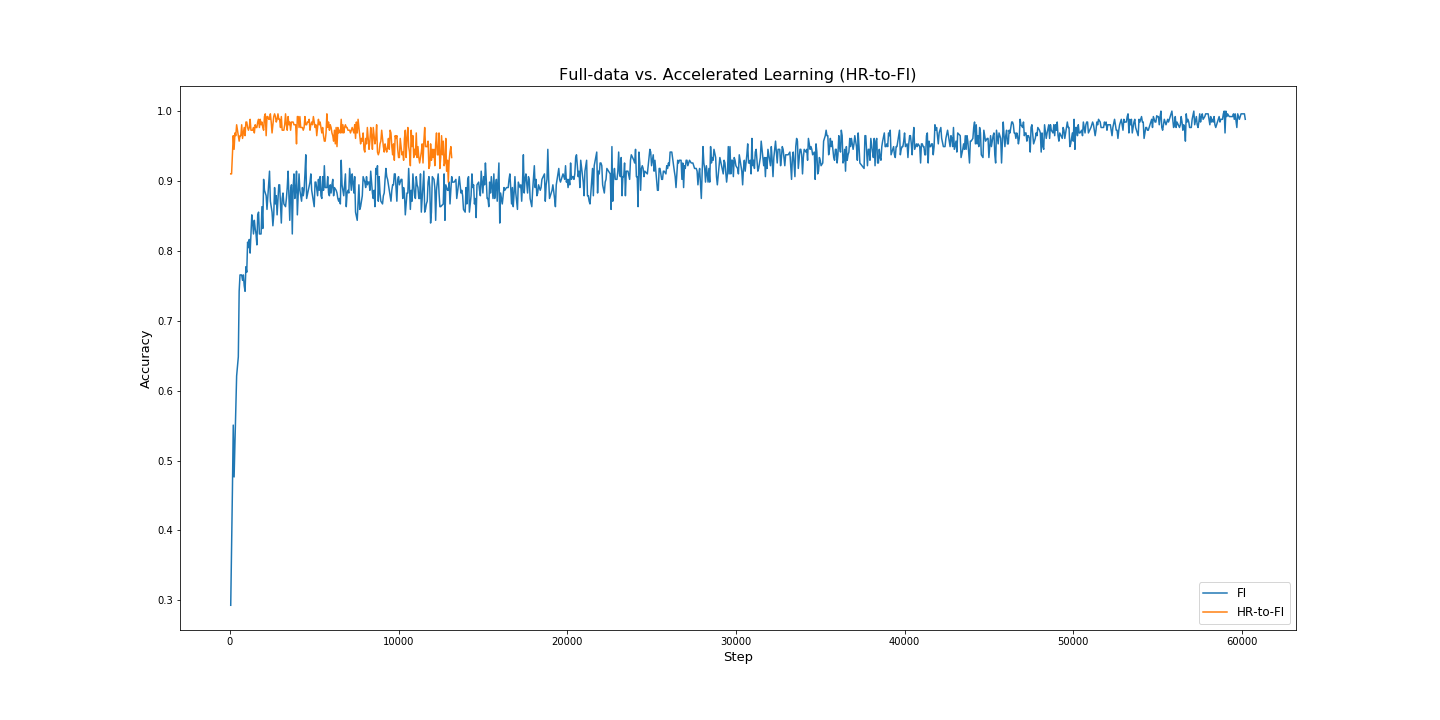 Full-data vs. Accelerated Learning (HR-to-FI)
1.0
0.9
0.8
0.7
0.6
0.5
0.4
0.3
Accuracy
0 10000 20000 30000 40000 50000 60000
Step
FI
HR-to-FI